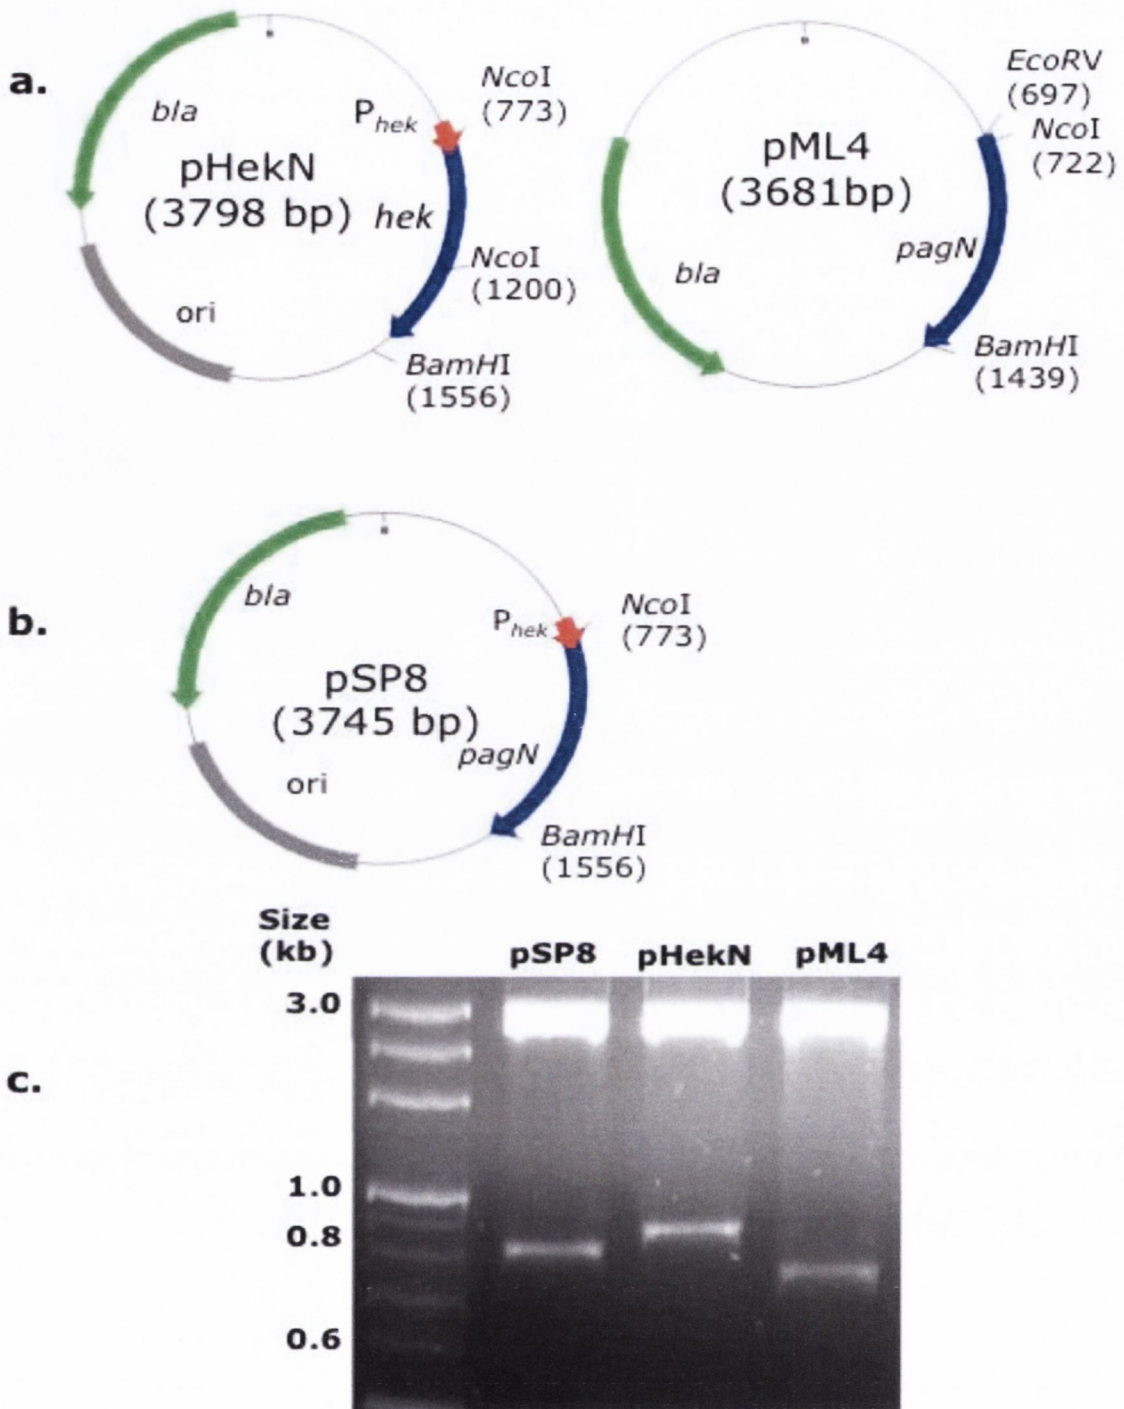 a.
bla
pHekN
(3798 bp)
P hek
NcoI
(773)
hek
NcoI
(1200)
ori
BamHI
(1556)
pML4
(3681bp)
EcoRV
(697)
NcoI
(722)
pagN
bla
BamHI
(1439)
b.
bla
P hek
NcoI
(773)
pSP8
(3745 bp)
pagN
ori
BamHI
(1556)
Size
(kb)
pSP8 pHekN pML4
3.0
c.
1.0
0.8
0.6